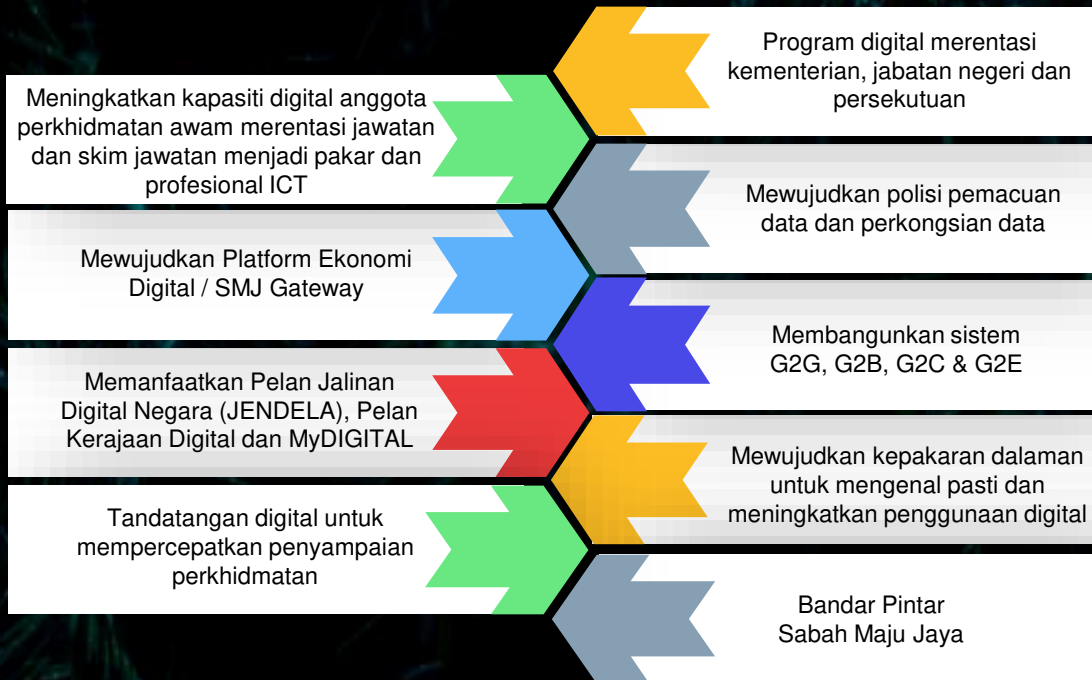 Program digital merentasi
kementerian, jabatan negeri dan
persekutuan
Meningkatkan kapasiti digital anggota
perkhidmatan awam merentasi jawatan
dan skim jawatan menjadi pakar dan
profesional ICT
Mewujudkan polisi pemacuan
data dan perkongsian data
Mewujudkan Platform Ekonomi
Digital / SMJ Gateway
Membangunkan sistem
G2G, G2B, G2C & G2E
Memanfaatkan Pelan Jalinan
Digital Negara (JENDELA), Pelan
Kerajaan Digital dan MyDIGITAL
Mewujudkan kepakaran dalaman
untuk mengenal pasti dan
meningkatkan penggunaan digital
Tandatangan digital untuk
mempercepatkan penyampaian
perkhidmatan
Bandar Pintar
Sabah Maju Jaya